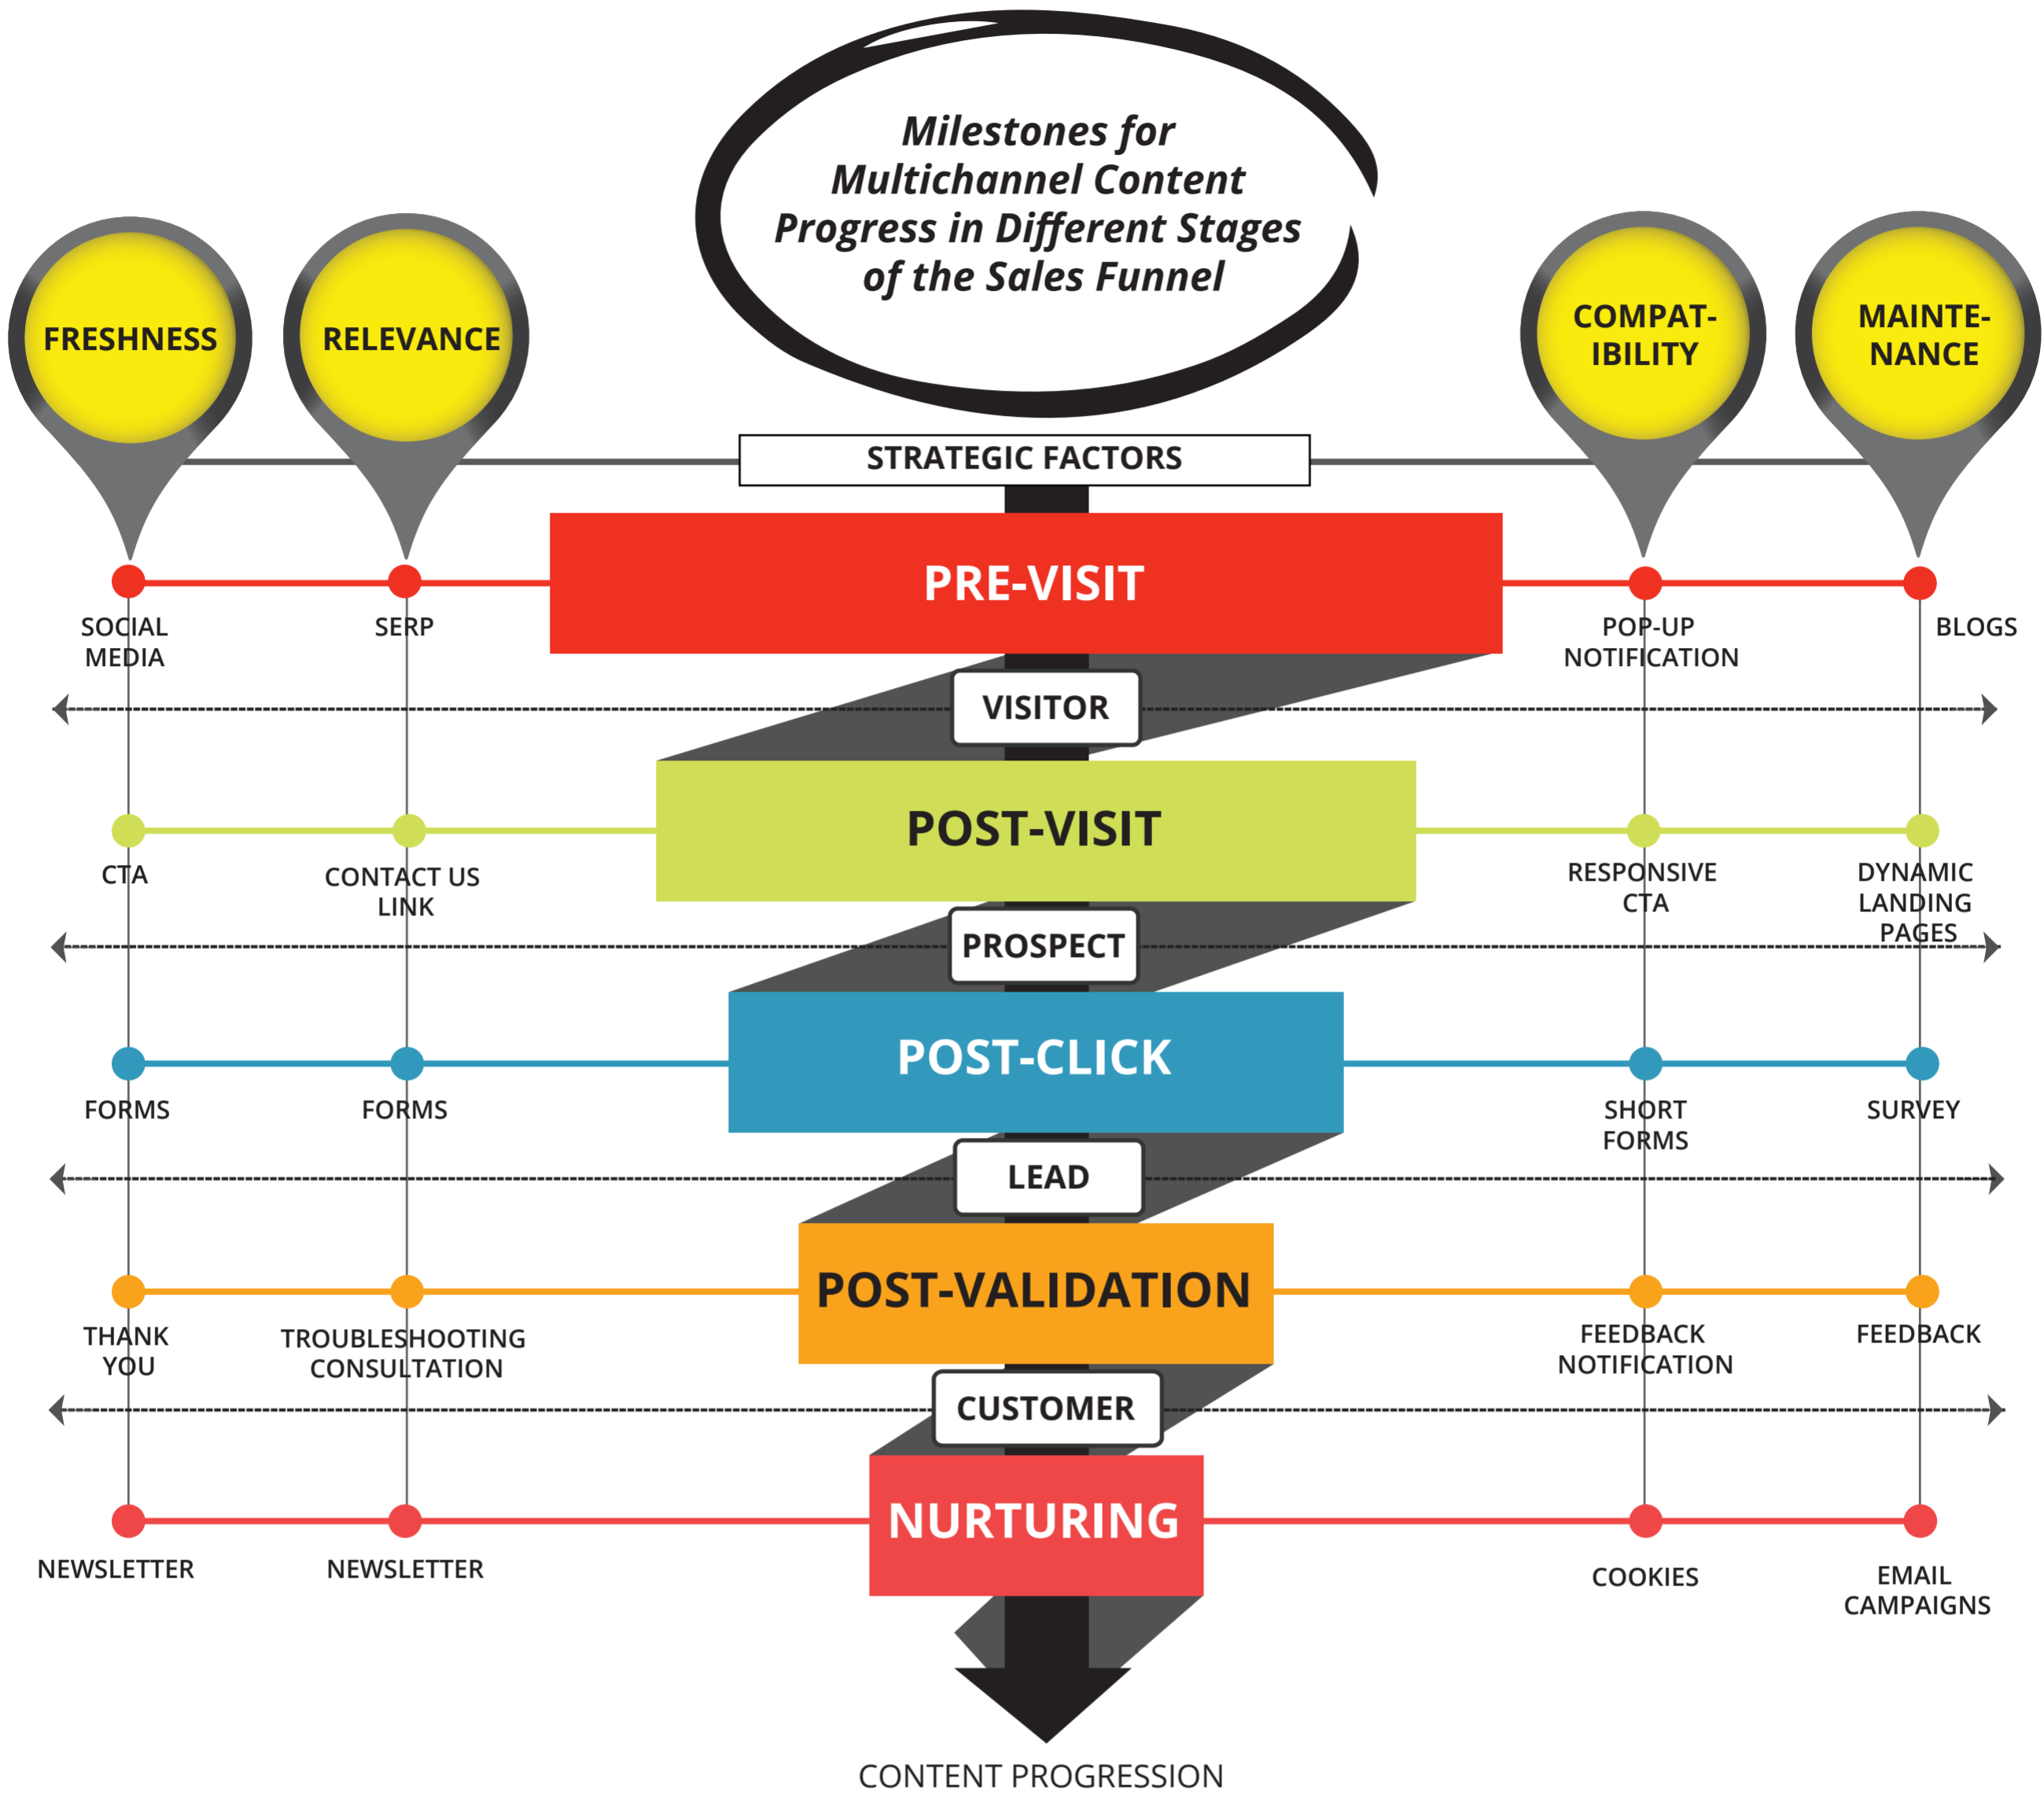 Milestones for
Multichannel Content
Progress in Different Stages
of the Sales Funnel
FRESHNESS
RELEVANCE
COMPAT-
IBILITY
MAINTE-
NANCE
STRATEGIC FACTORS
PRE-VISIT
SOCIAL
MEDIA
SERP
POP-UP
NOTIFICATION
BLOGS
VISITOR
POST-VISIT
CTA
CONTACT US
LINK
RESPONSIVE
CTA
DYNAMIC
LANDING
PAGES
PROSPECT
POST-CLICK
FORMS
FORMS
SHORT
FORMS
SURVEY
LEAD
POST-VALIDATION
THANK
YOU
TROUBLESHOOTING
CONSULTATION
FEEDBACK
NOTIFICATION
FEEDBACK
CUSTOMER
NURTURING
NEWSLETTER
NEWSLETTER
COOKIES
EMAIL
CAMPAIGNS
CONTENT PROGRESSION